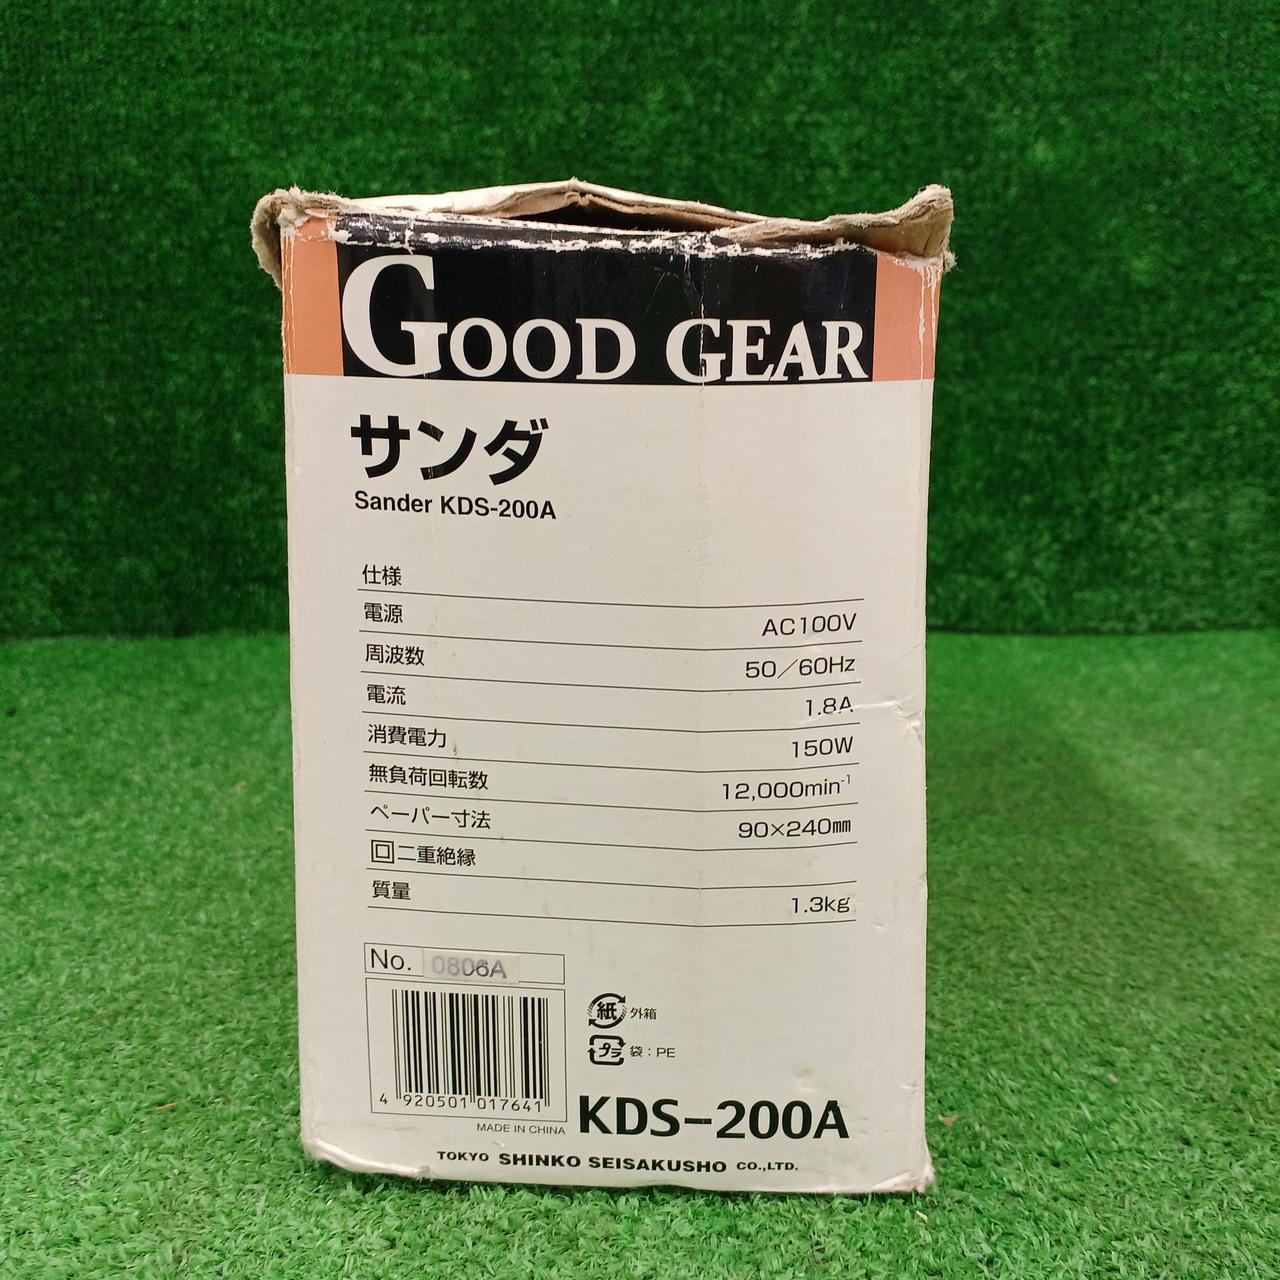 GOOD GEAR
サンダ
Sander KDS-200A
仕様
電源 AC100V
周波数 50／60Hz
電流 1.8A
消費電力 150W
無負荷回転数 12,000min⁻¹
ペーパー寸法 90×240㎜
回二重絶縁
質量 1.3kg
No. 0806A
紙 外箱
プラ 袋：PE
4 920501 017641
KDS-200A
MADE IN CHINA
TOKYO SHINKO SEISAKUSHO CO.,LTD.